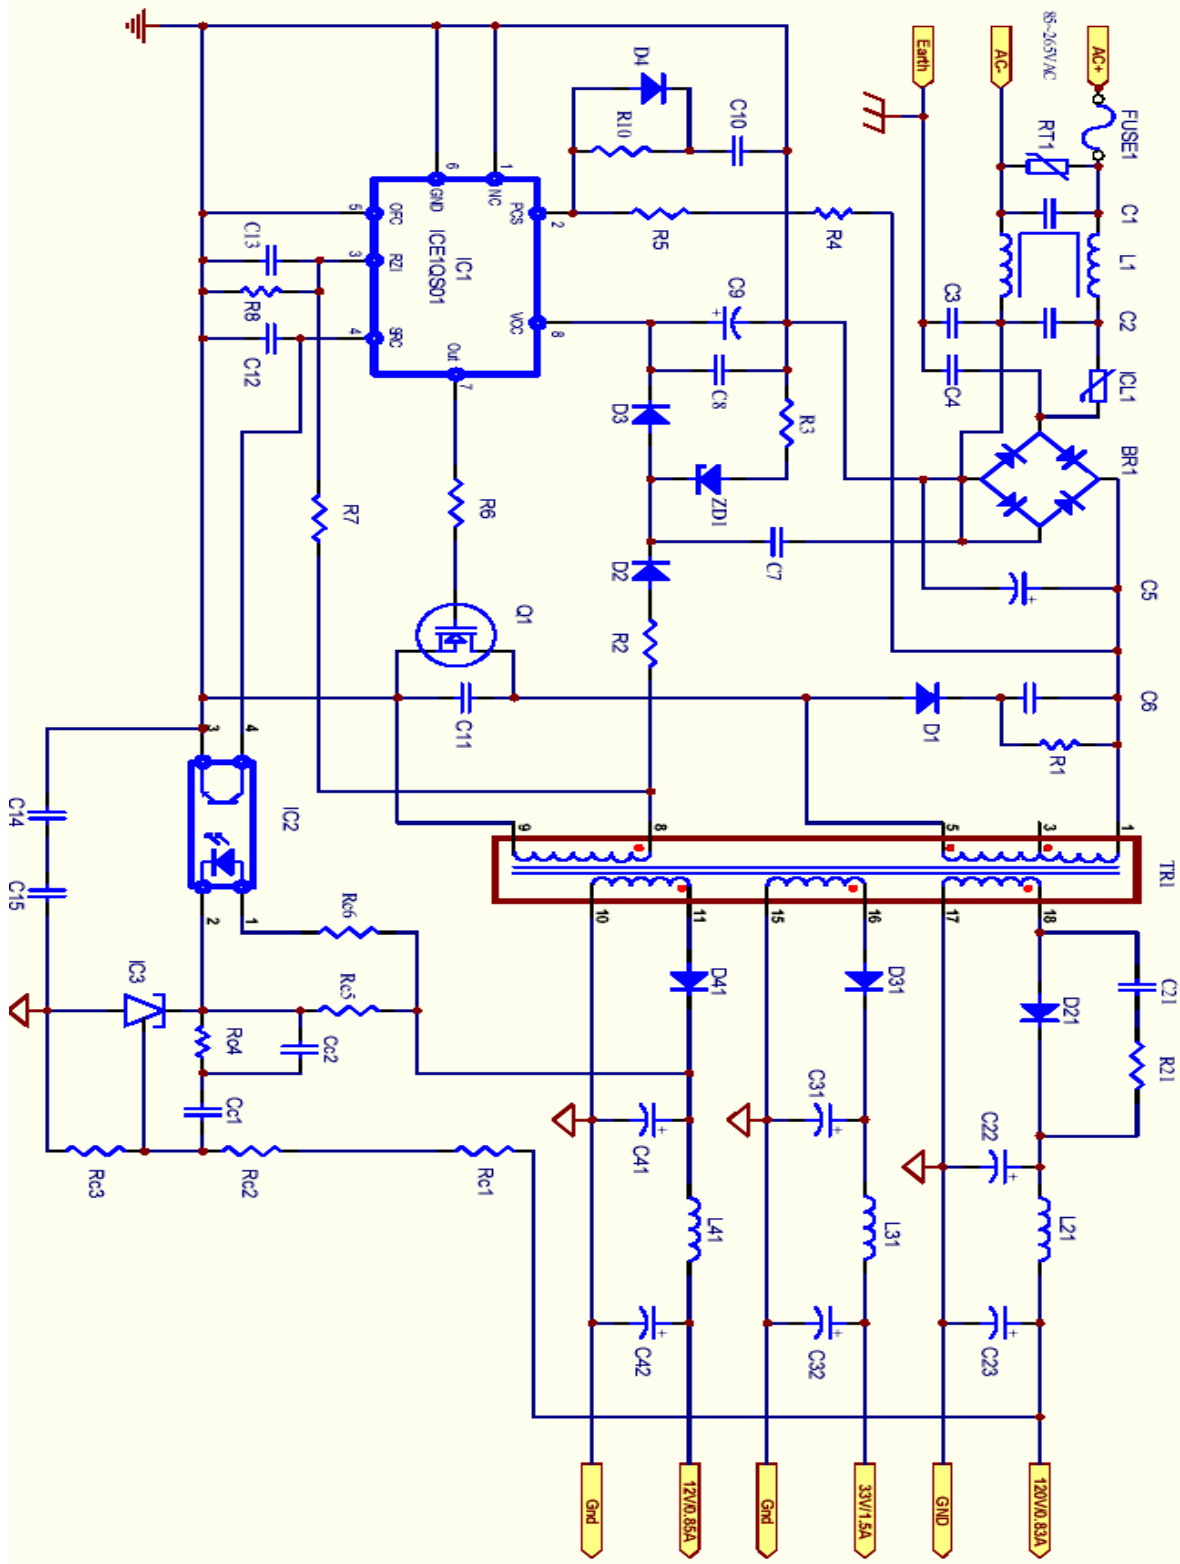 85~265VAC
AC+
AC-
Earth
FUSE1
RT1
C1
L1
C2
C3
C4
ICL1
BR1
C5
C6
R1
D1
D4
R10
C10
R5
R4
C9
C8
D3
R3
ZD1
C7
D2
R2
IC1
ICE1QS01
GND
NC
PCS
OFC
RZI
SRC
VCC
Out
6
1
2
5
3
4
8
7
C13
R8
C12
R7
R6
Q1
C11
IC2
4
3
1
2
C14
C15
TR1
1
3
5
8
9
18
17
16
15
11
10
C21
R21
D21
D31
D41
Rc6
Rc5
IC3
Rc4
Cc2
Cc1
Rc3
Rc2
Rc1
C22
+
L21
C23
+
C31
+
L31
C32
+
C41
+
L41
C42
+
+
+
120V/0.83A
GND
33V/1.5A
Gnd
12V/0.85A
Gnd